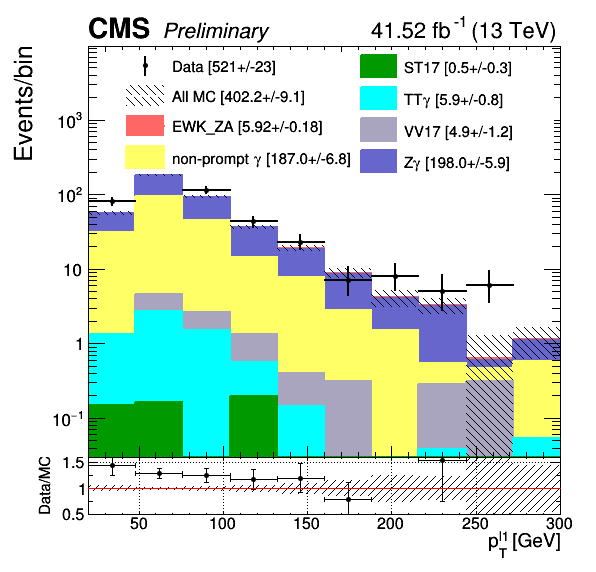 CMS Preliminary 41.52 fb⁻¹ (13 TeV)
Events/bin
Data [521+/-23]
All MC [402.2+/-9.1]
EWK_ZA [5.92+/-0.18]
non-prompt γ [187.0+/-6.8]
ST17 [0.5+/-0.3]
TTγ [5.9+/-0.8]
VV17 [4.9+/-1.2]
Zγ [198.0+/-5.9]
10³
10²
10
1
10⁻¹
Data/MC
1.5
1
0.5
50 100 150 200 250 300
p_T^l1 [GeV]